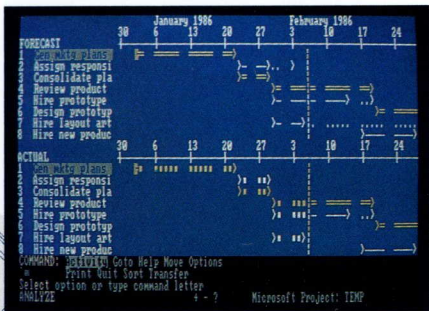 January 1986 February 1986
30 6 13 20 27 3 10 17 24
FORECAST
1 Gen mktg plans
2 Assign responsi
3 Consolidate pla
4 Review product
5 Hire prototype
6 Design prototyp
7 Hire layout art
8 Hire new produc
30 6 13 20 27 3 10 17 24
ACTUAL
1 Gen mktg plans
2 Assign responsi
3 Consolidate pla
4 Review product
5 Hire prototype
6 Design prototyp
7 Hire layout art
8 Hire new produc
COMMAND: Activity Goto Help Move Options
Print Quit Sort Transfer
Select option or type command letter
ANALYZE + - ? Microsoft Project: TEMP